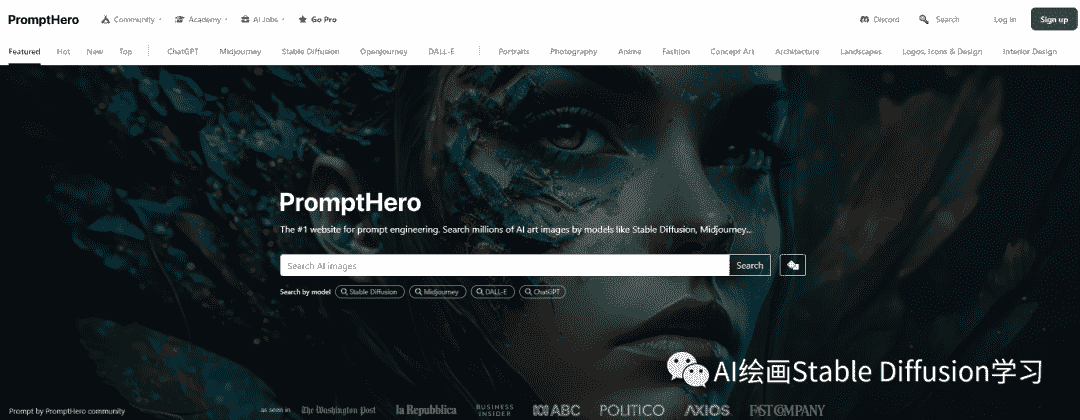 PromptHero Community Academy AI Jobs Go Pro Discord Search Log in Sign up
Featured Hot New Top ChatGPT Midjourney Stable Diffusion Openjourney DALL-E Portraits Photography Anime Fashion Concept Art Architecture Landscapes Logos, Icons & Design Interior Design
PromptHero
The #1 website for prompt engineering. Search millions of AI art images by models like Stable Diffusion, Midjourney...
Search AI images Search
Search by model Stable Diffusion Midjourney DALL-E ChatGPT
AI绘画Stable Diffusion学习
Prompt by PromptHero community as seen in The Washington Post la Repubblica BUSINESS INSIDER ABC POLITICO AXIOS FAST COMPANY